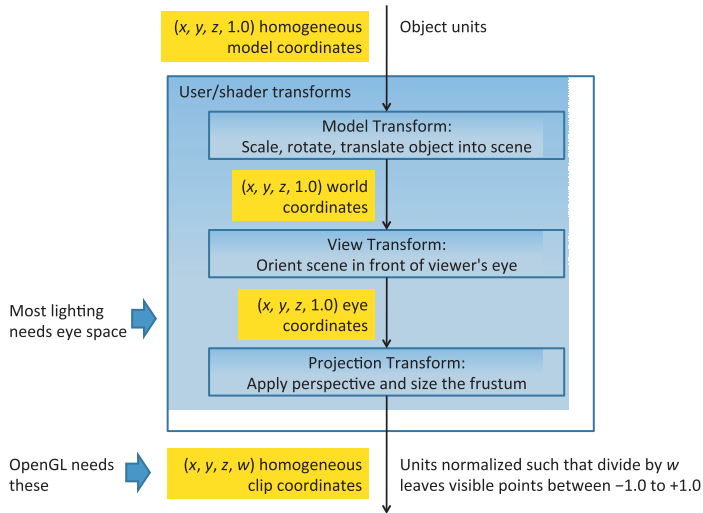 (x, y, z, 1.0) homogeneous
model coordinates
Object units
User/shader transforms
Model Transform:
Scale, rotate, translate object into scene
(x, y, z, 1.0) world
coordinates
View Transform:
Orient scene in front of viewer's eye
Most lighting
needs eye space
(x, y, z, 1.0) eye
coordinates
Projection Transform:
Apply perspective and size the frustum
OpenGL needs
these
(x, y, z, w) homogeneous
clip coordinates
Units normalized such that divide by w
leaves visible points between −1.0 to +1.0